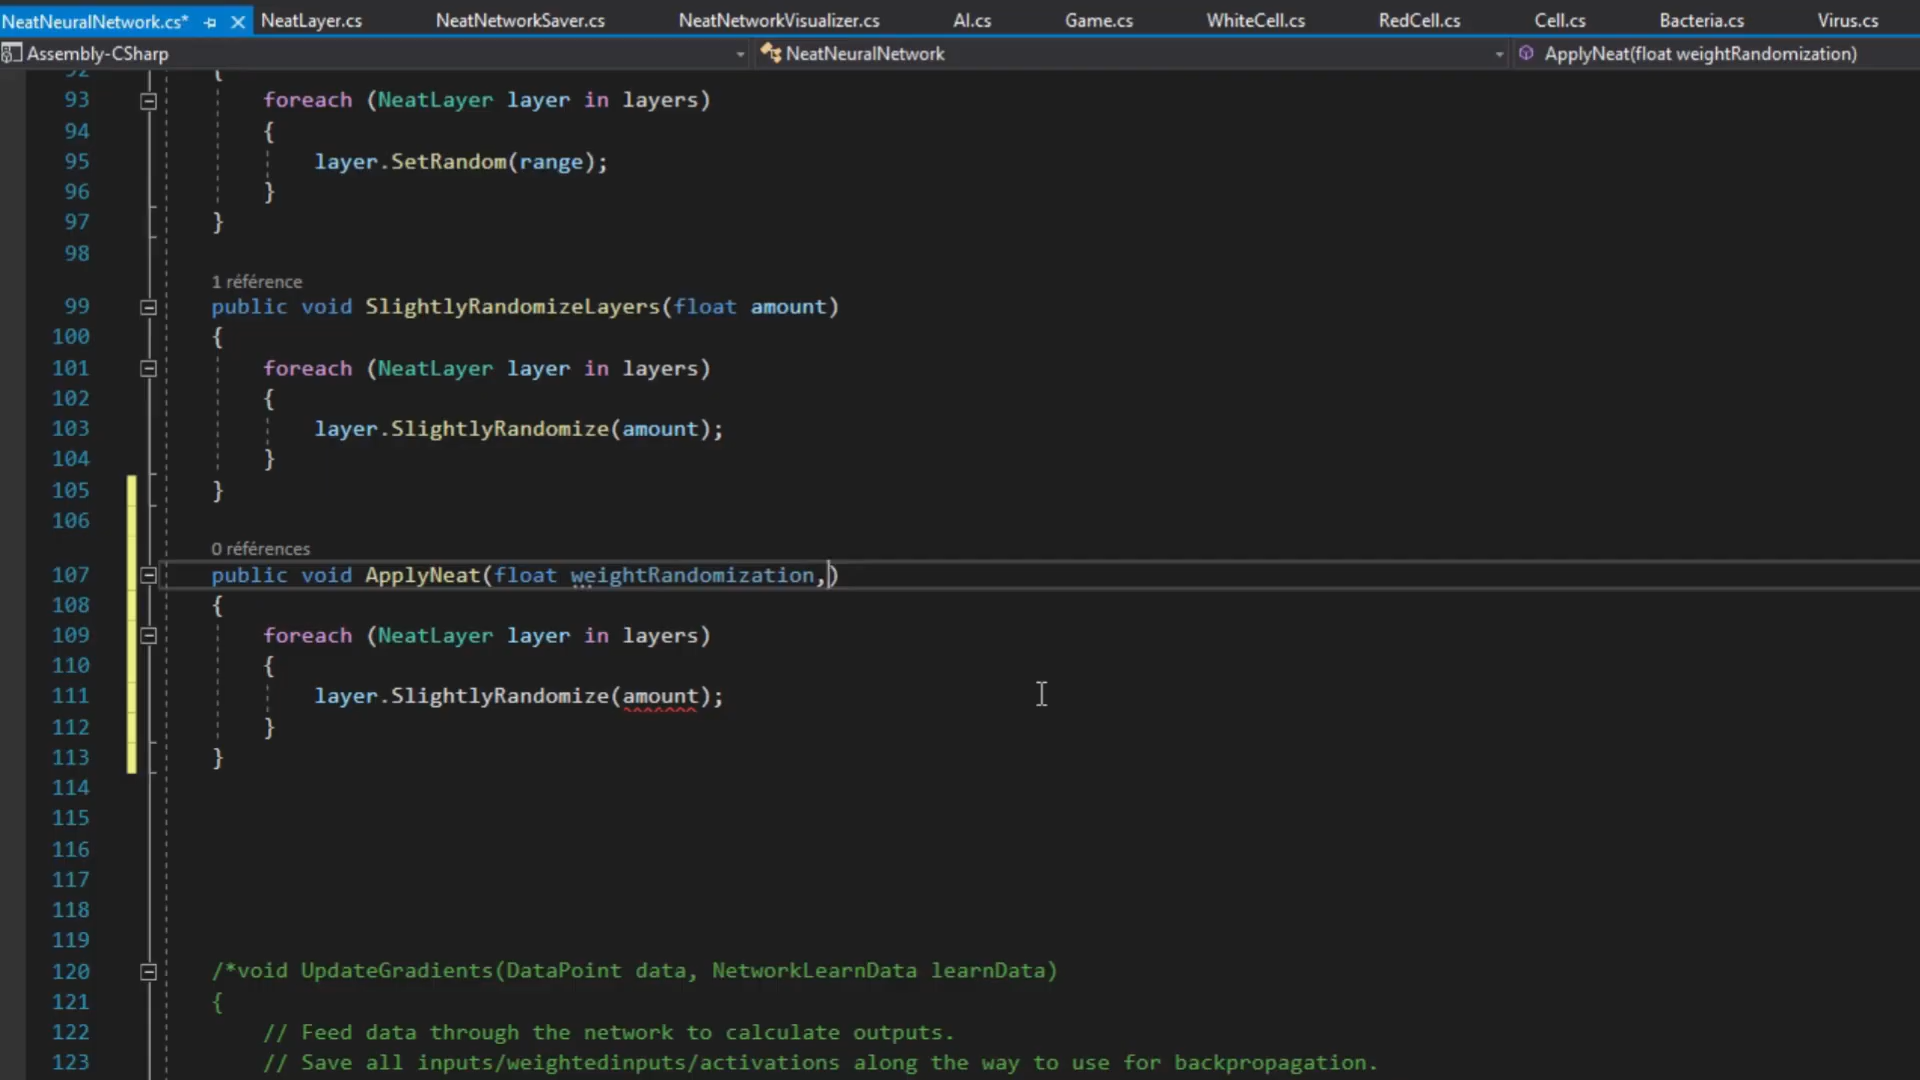 NeatNeuralNetwork.cs* NeatLayer.cs NeatNetworkSaver.cs NeatNetworkVisualizer.cs AI.cs Game.cs WhiteCell.cs RedCell.cs Cell.cs Bacteria.cs Virus.cs
Assembly-CSharp NeatNeuralNetwork ApplyNeat(float weightRandomization)
92 {
93 foreach (NeatLayer layer in layers)
94 {
95 layer.SetRandom(range);
96 }
97 }
98
1 référence
99 public void SlightlyRandomizeLayers(float amount)
100 {
101 foreach (NeatLayer layer in layers)
102 {
103 layer.SlightlyRandomize(amount);
104 }
105 }
106
0 références
107 public void ApplyNeat(float weightRandomization,)
108 {
109 foreach (NeatLayer layer in layers)
110 {
111 layer.SlightlyRandomize(amount);
112 }
113 }
114
115
116
117
118
119
120 /*void UpdateGradients(DataPoint data, NetworkLearnData learnData)
121 {
122 // Feed data through the network to calculate outputs.
123 // Save all inputs/weightedinputs/activations along the way to use for backpropagation.